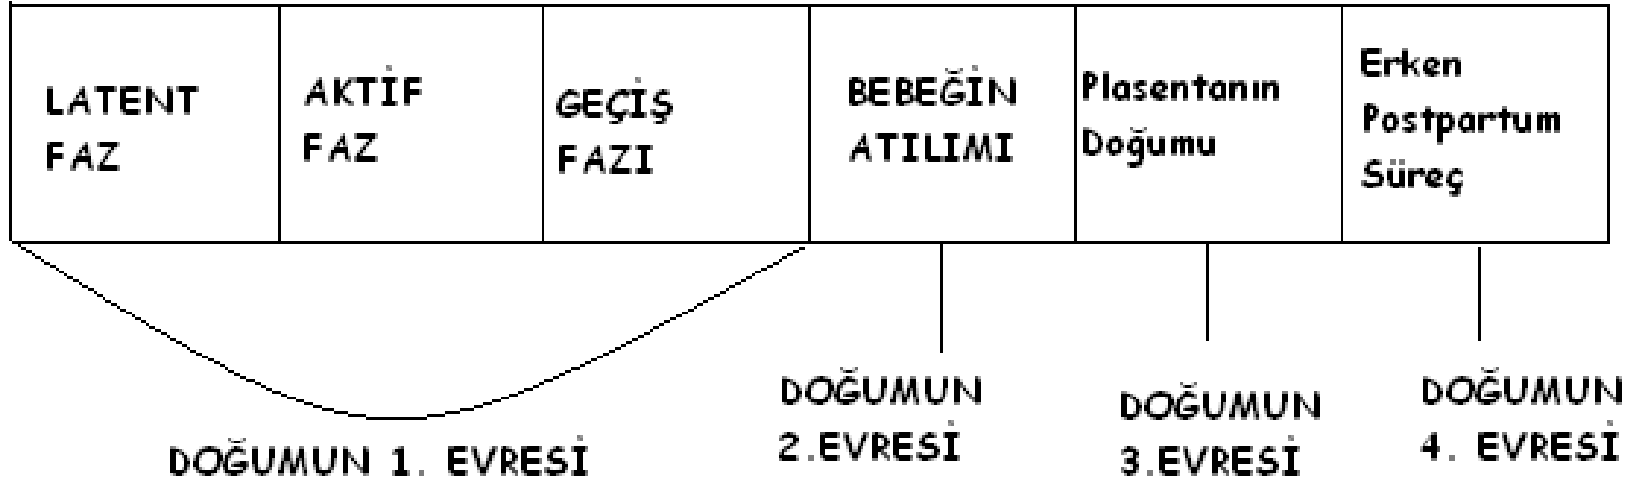 LATENT
FAZ
AKTİF
FAZ
GEÇİŞ
FAZI
BEBEĞİN
ATILIMI
Plasentanın
Doğumu
Erken
Postpartum
Süreç
DOĞUMUN 1. EVRESİ
DOĞUMUN
2.EVRESİ
DOĞUMUN
3.EVRESİ
DOĞUMUN
4. EVRESİ